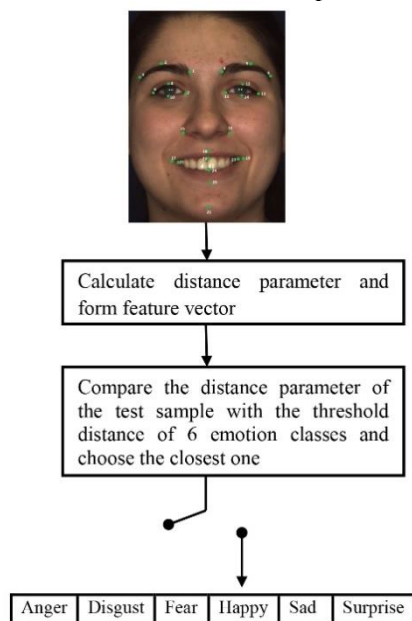 Calculate distance parameter and
form feature vector
Compare the distance parameter of
the test sample with the threshold
distance of 6 emotion classes and
choose the closest one
Anger Disgust Fear Happy Sad Surprise